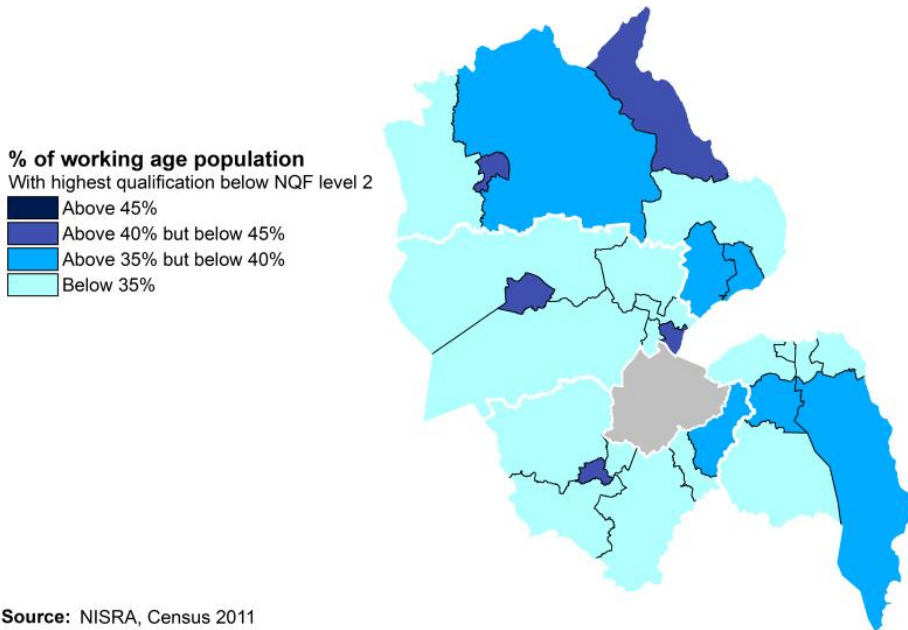 % of working age population
With highest qualification below NQF level 2
Above 45%
Above 40% but below 45%
Above 35% but below 40%
Below 35%
Source: NISRA, Census 2011